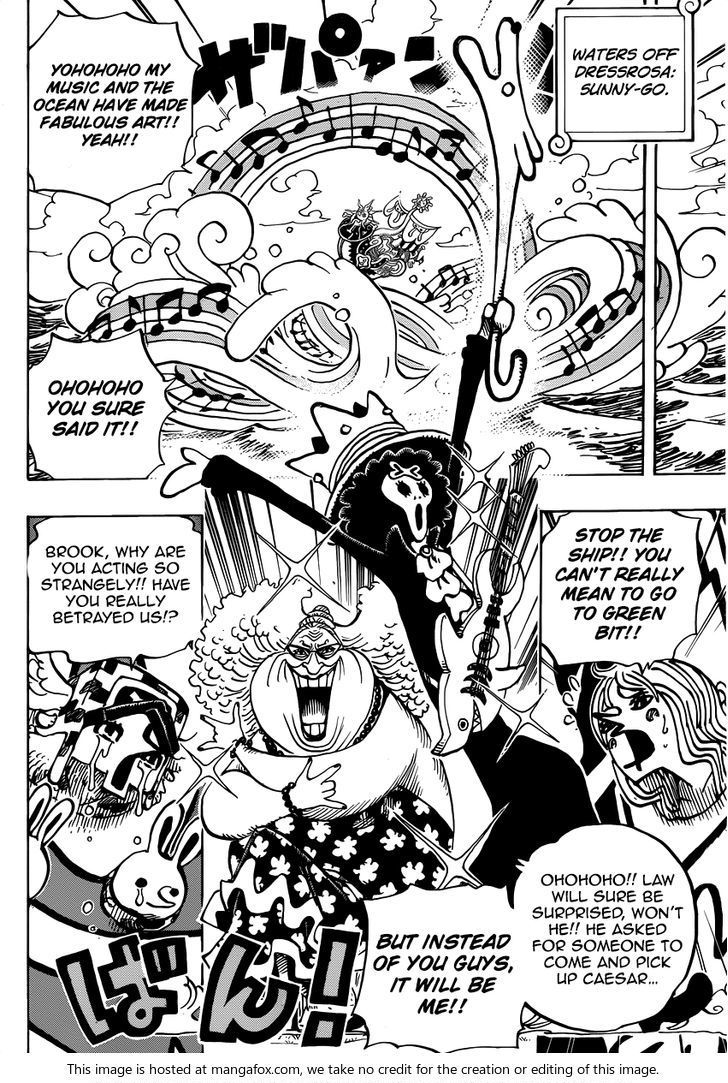 YOHOHOHO MY
MUSIC AND THE
OCEAN HAVE MADE
FABULOUS ART!!
YEAH!!
ザパァン
WATERS OFF
DRESSROSA:
SUNNY-GO.
OHOHOHO
YOU SURE
SAID IT!!
BROOK, WHY ARE
YOU ACTING SO
STRANGELY!! HAVE
YOU REALLY
BETRAYED US!?
STOP THE
SHIP!! YOU
CAN'T REALLY
MEAN TO GO
TO GREEN
BIT!!
OHOHOHO!! LAW
WILL SURE BE
SURPRISED, WON'T
HE!! HE ASKED
FOR SOMEONE TO
COME AND PICK
UP CAESAR...
BUT INSTEAD
OF YOU GUYS,
IT WILL BE
ME!!
ばん!
This image is hosted at mangafox.com, we take no credit for the creation or editing of this image.